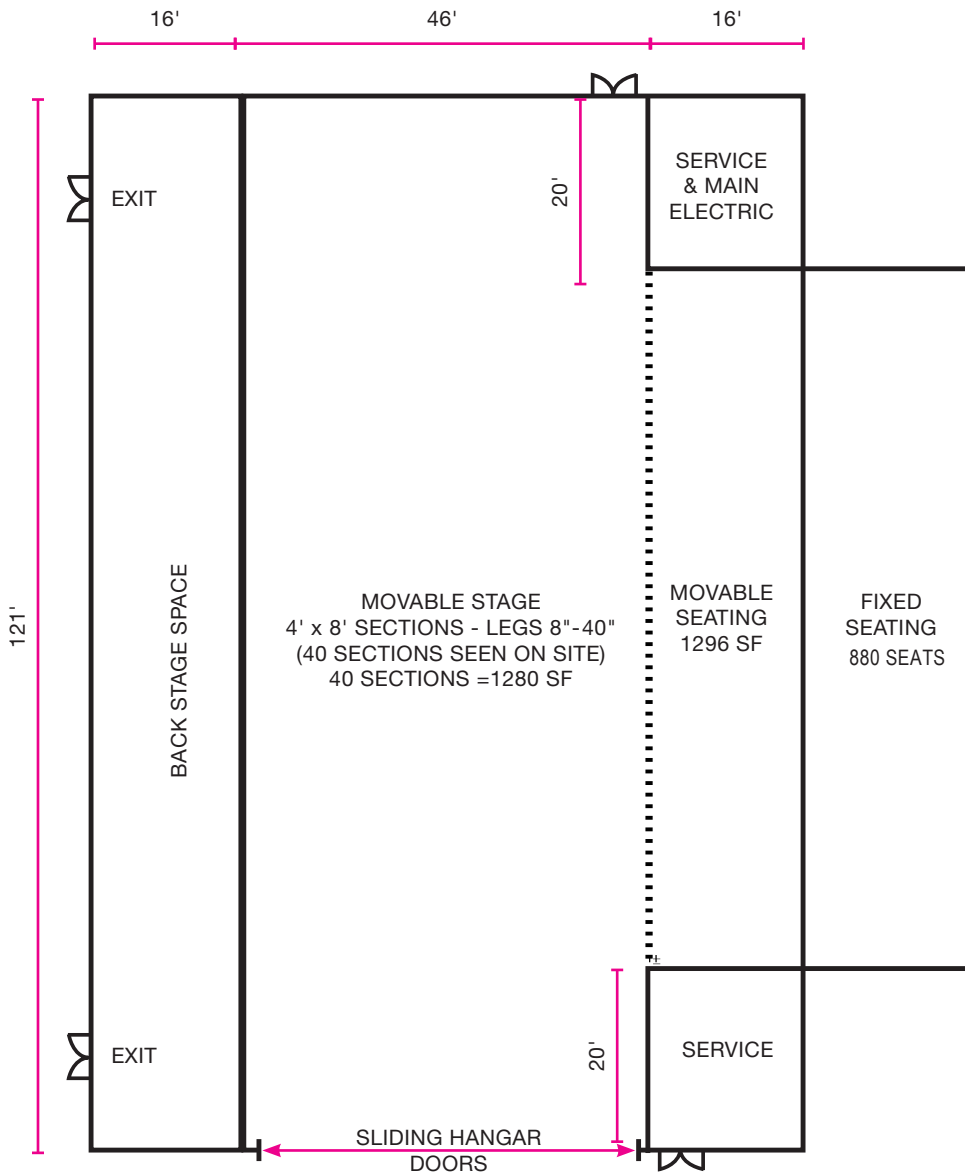 16'
46'
16'
EXIT
20'
SERVICE
& MAIN
ELECTRIC
121'
BACK STAGE SPACE
MOVABLE STAGE
4' x 8' SECTIONS - LEGS 8"-40"
(40 SECTIONS SEEN ON SITE)
40 SECTIONS =1280 SF
MOVABLE
SEATING
1296 SF
FIXED
SEATING
880 SEATS
EXIT
20'
SERVICE
SLIDING HANGAR
DOORS